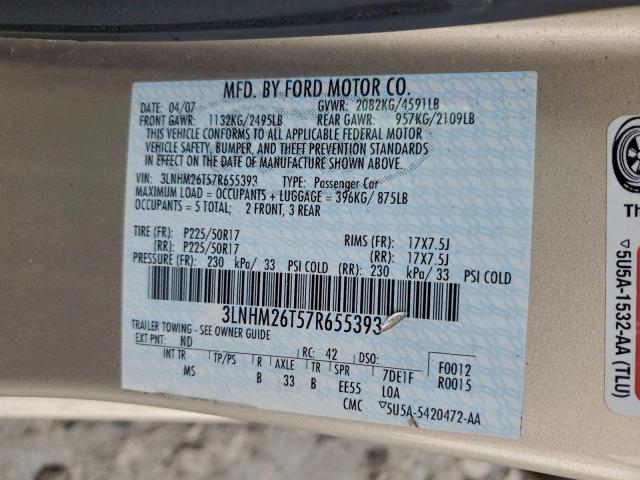 MFD. BY FORD MOTOR CO.
DATE: 04/07 GVWR: 2082KG/4591LB
FRONT GAWR: 1132KG/2495LB REAR GAWR: 957KG/2109LB
THIS VEHICLE CONFORMS TO ALL APPLICABLE FEDERAL MOTOR
VEHICLE SAFETY, BUMPER, AND THEFT PREVENTION STANDARDS
IN EFFECT ON THE DATE OF MANUFACTURE SHOWN ABOVE.
VIN: 3LNHM26T57R655393 TYPE: Passenger Car
MAXIMUM LOAD = OCCUPANTS + LUGGAGE = 396KG/ 875LB
OCCUPANTS = 5 TOTAL; 2 FRONT, 3 REAR
TIRE (FR): P225/50R17 RIMS (FR): 17X7.5J
(RR): P225/50R17 (RR): 17X7.5J
PRESSURE (FR): 230 kPa/ 33 PSI COLD (RR): 230 kPa/ 33 PSI COLD
3LNHM26T57R655393
TRAILER TOWING - SEE OWNER GUIDE
EXT PNT: ND RC: 42 DSO: F0012
INT TR TP/PS R AXLE TR SPR 7DE1F R0015
MS B 33 B EE55 LOA
CMC ▽5U5A-5420472-AA
Th
▽5U5A-1532-AA (TLU)